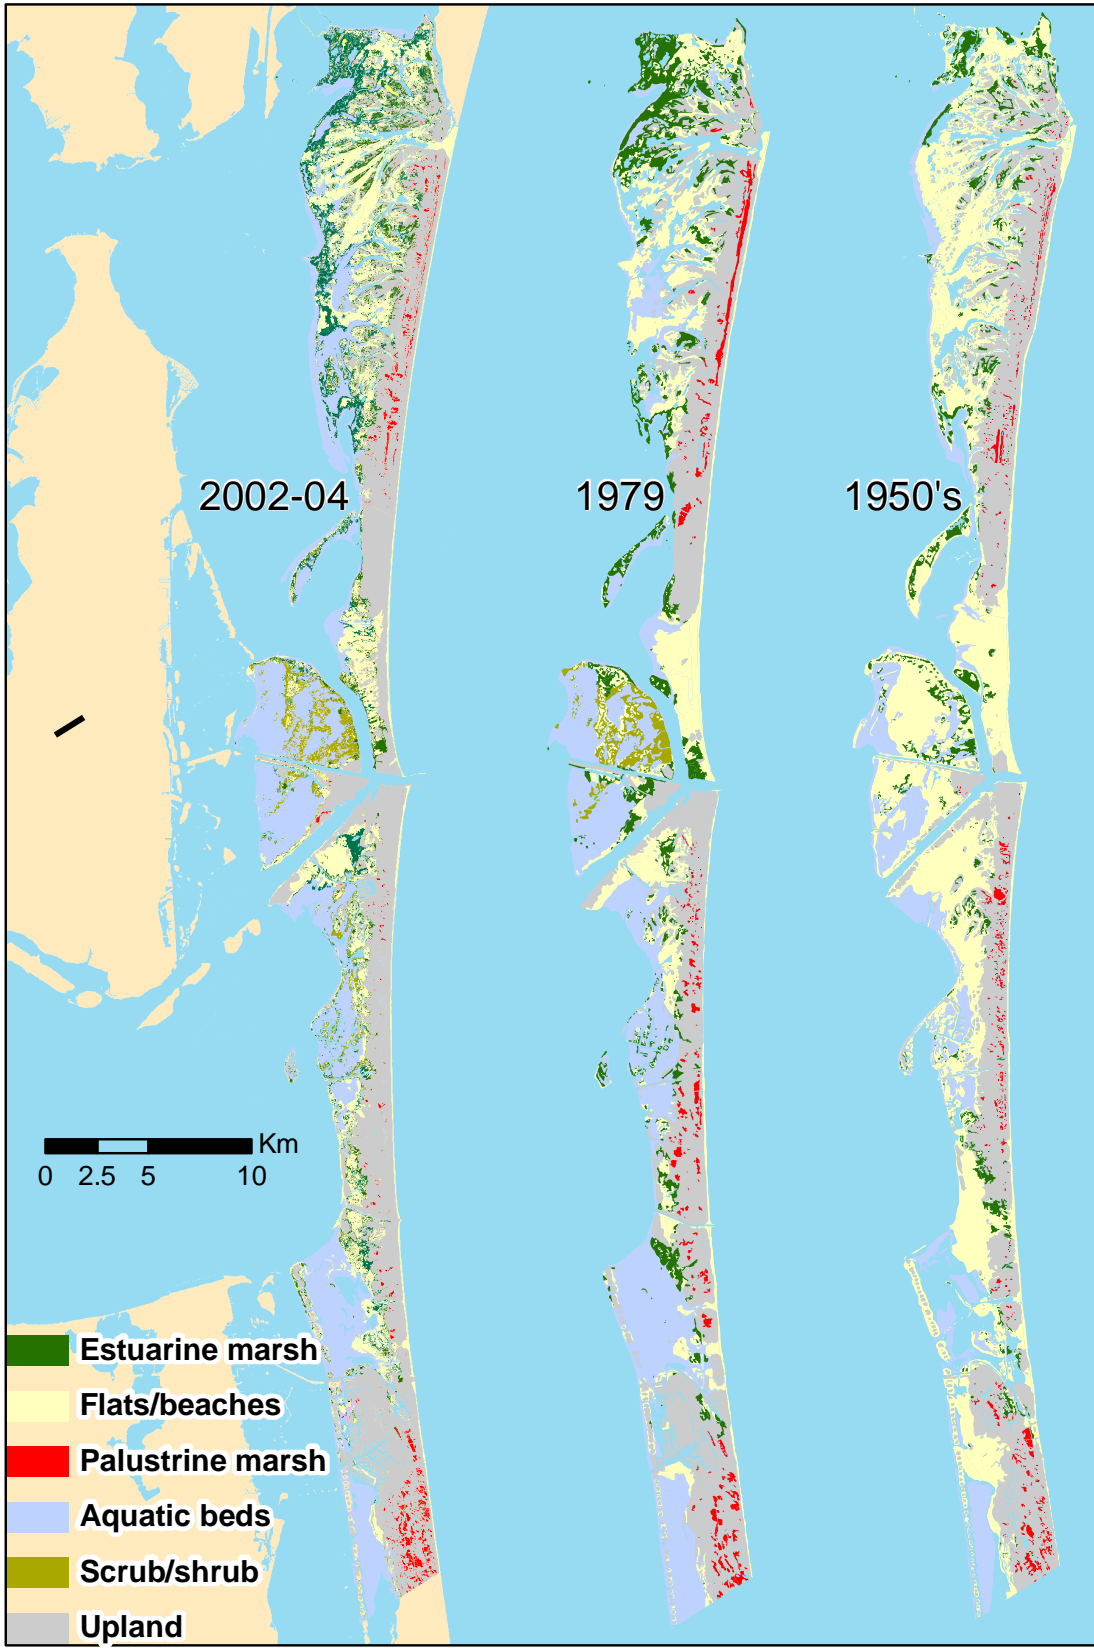 2002-04 1979 1950's
Km
0 2.5 5 10
Estuarine marsh
Flats/beaches
Palustrine marsh
Aquatic beds
Scrub/shrub
Upland